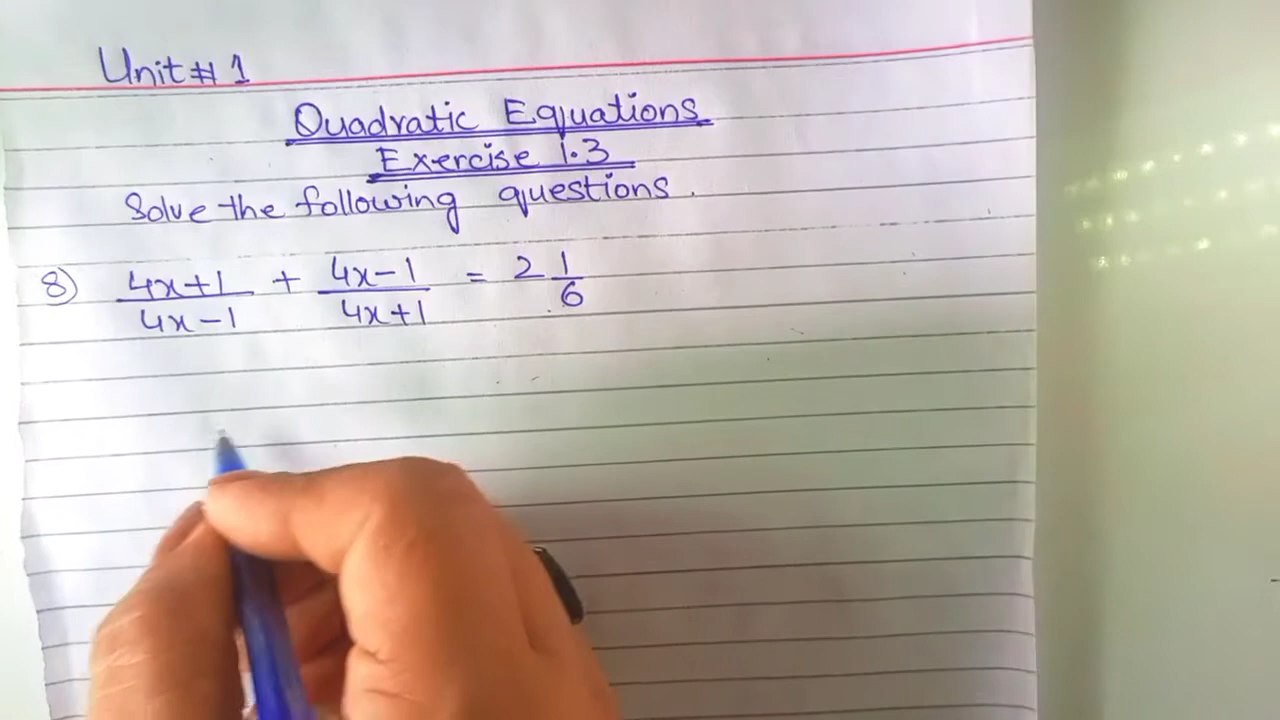 Unit # 1
Quadratic Equations
Exercise 1.3
Solve the following questions.
8) (4x+1)/(4x-1) + (4x-1)/(4x+1) = 2 1/6